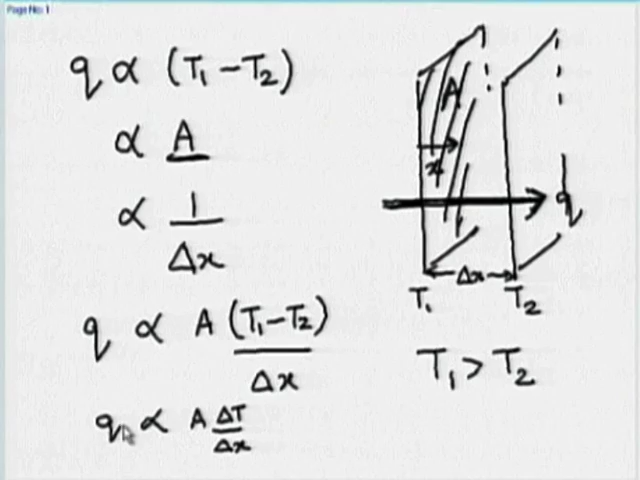 Page No: 1
q ∝ (T₁ − T₂)
∝ A
∝ 1/Δx
q ∝ A (T₁ − T₂)/Δx
q ∝ A ΔT/Δx
A
x
q
Δx
T₁ T₂
T₁ > T₂